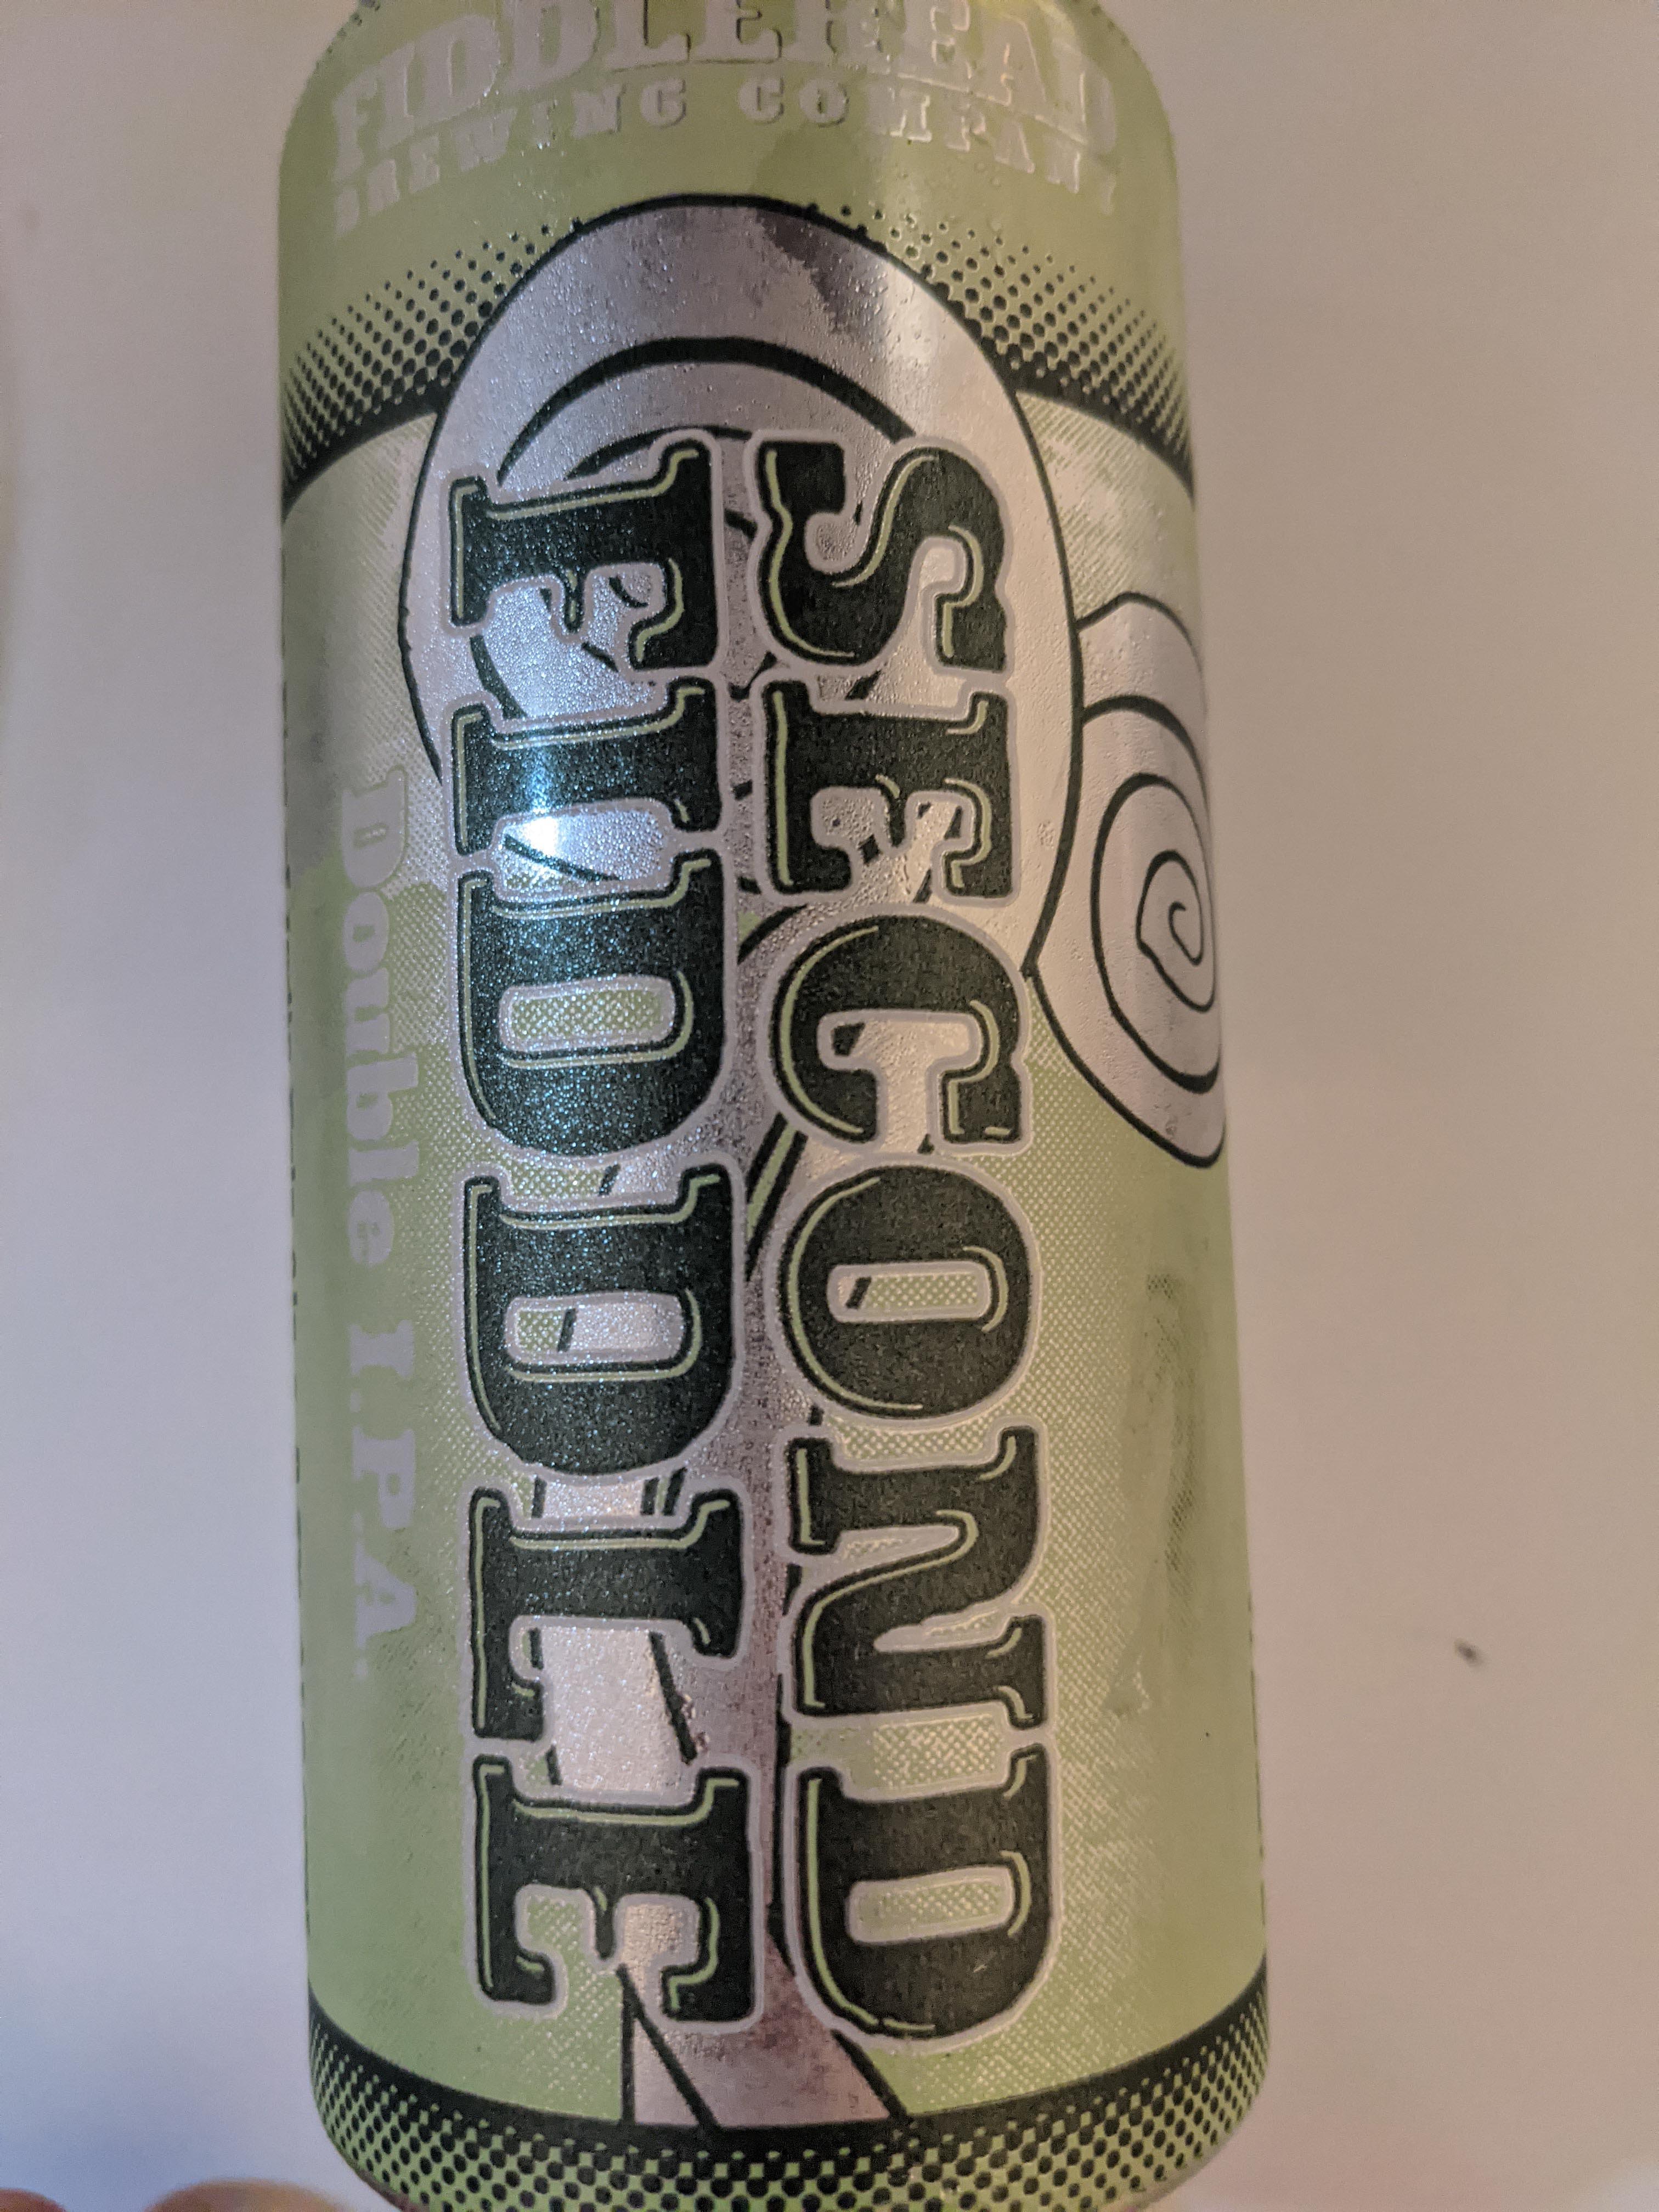 FIDDLEHEAD
BREWING COMPANY
SECOND
FIDDLE
Double I.P.A.